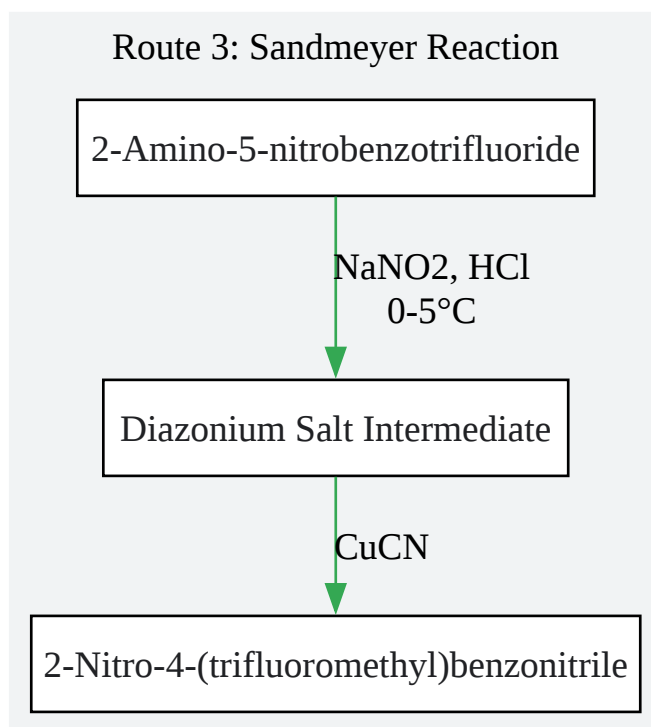 Route 3: Sandmeyer Reaction
2-Amino-5-nitrobenzotrifluoride
NaNO2, HCl
0-5°C
Diazonium Salt Intermediate
CuCN
2-Nitro-4-(trifluoromethyl)benzonitrile